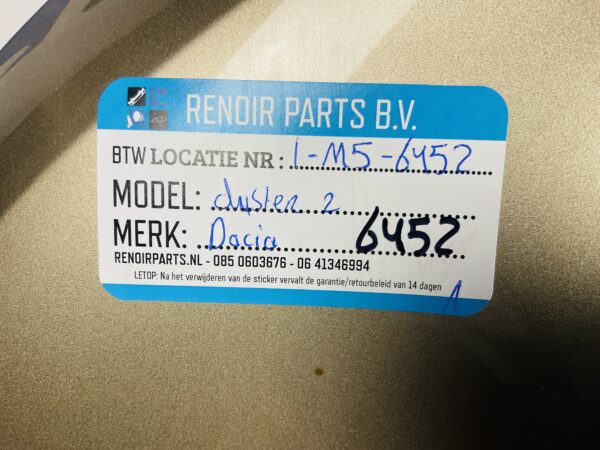 RENOIR PARTS B.V.
BTW LOCATIE NR: 1-M5-6452
MODEL: duster 2
MERK: Dacia 6452
RENOIRPARTS.NL - 085 0603676 - 06 41346994
LETOP: Na het verwijderen van de sticker vervalt de garantie/retourbeleid van 14 dagen